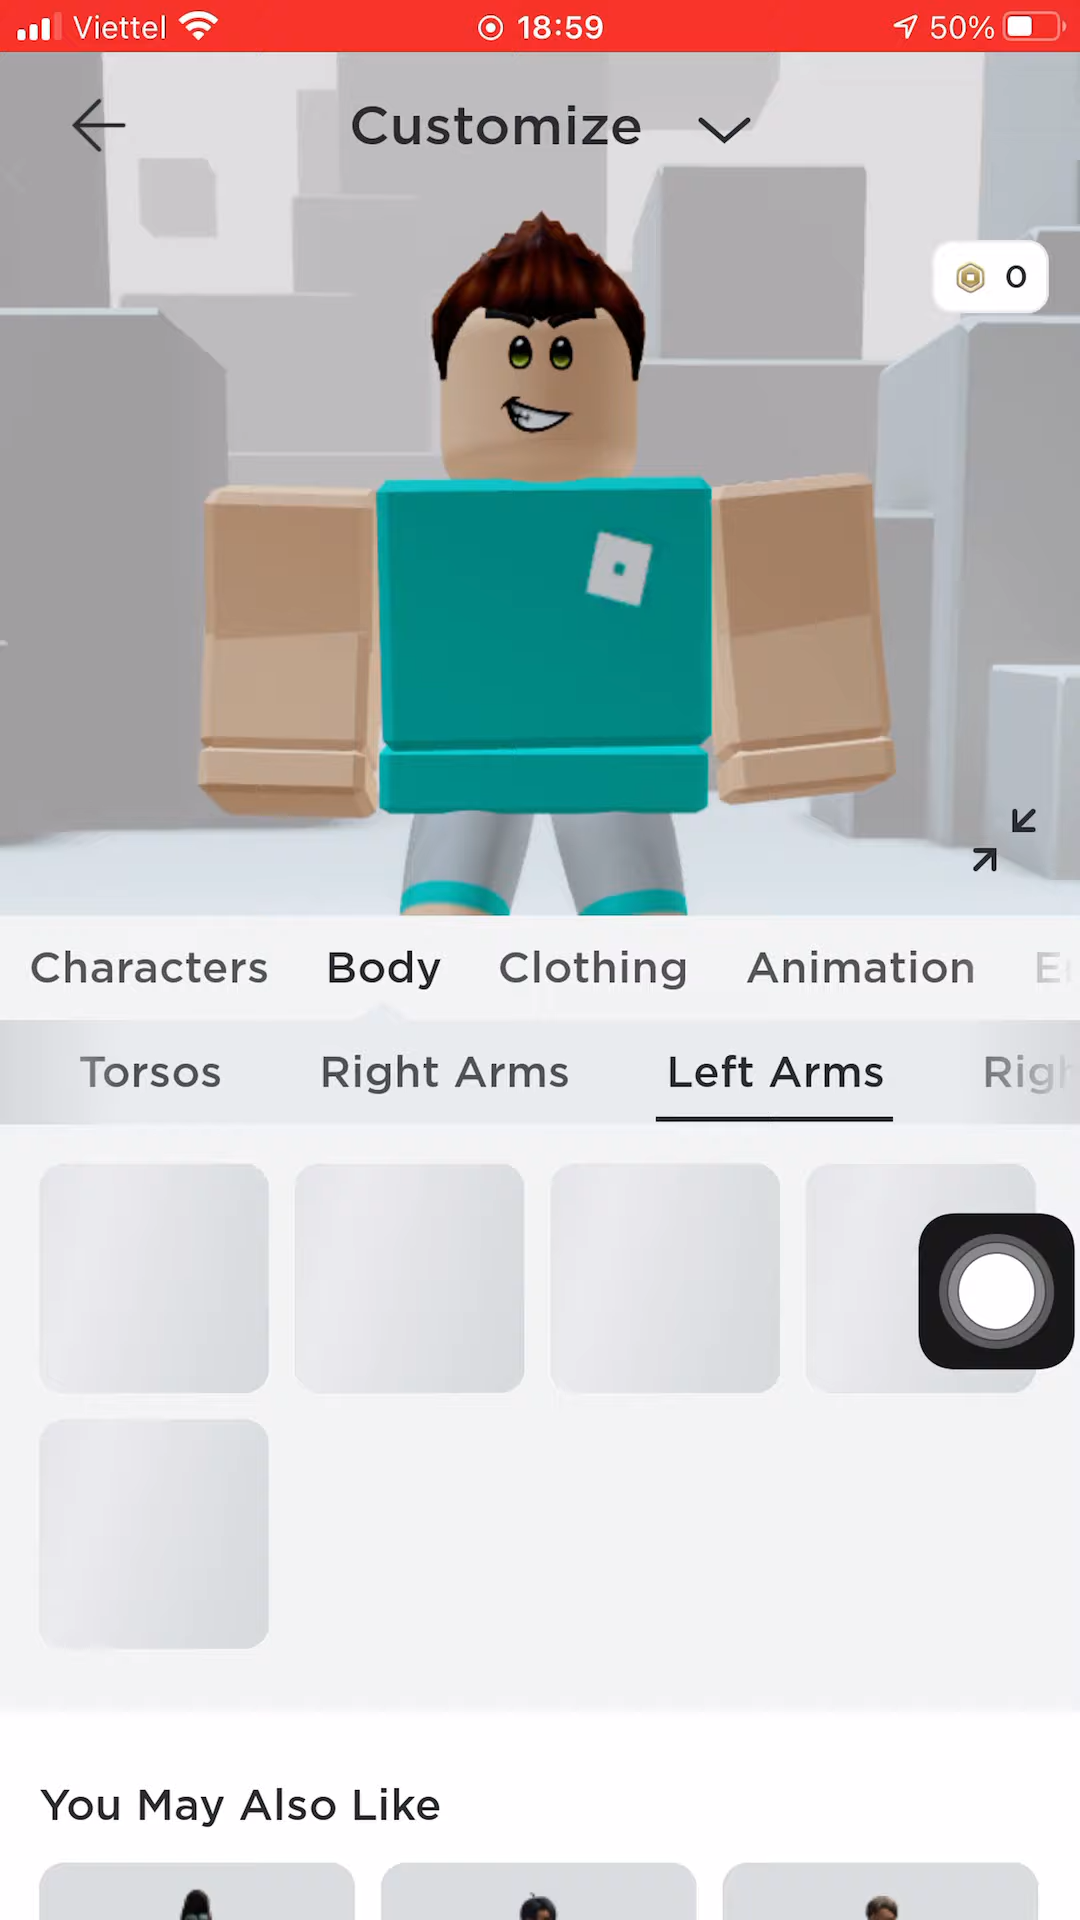 Viettel 18:59 50%
Customize
0
Characters Body Clothing Animation
Torsos Right Arms Left Arms
You May Also Like